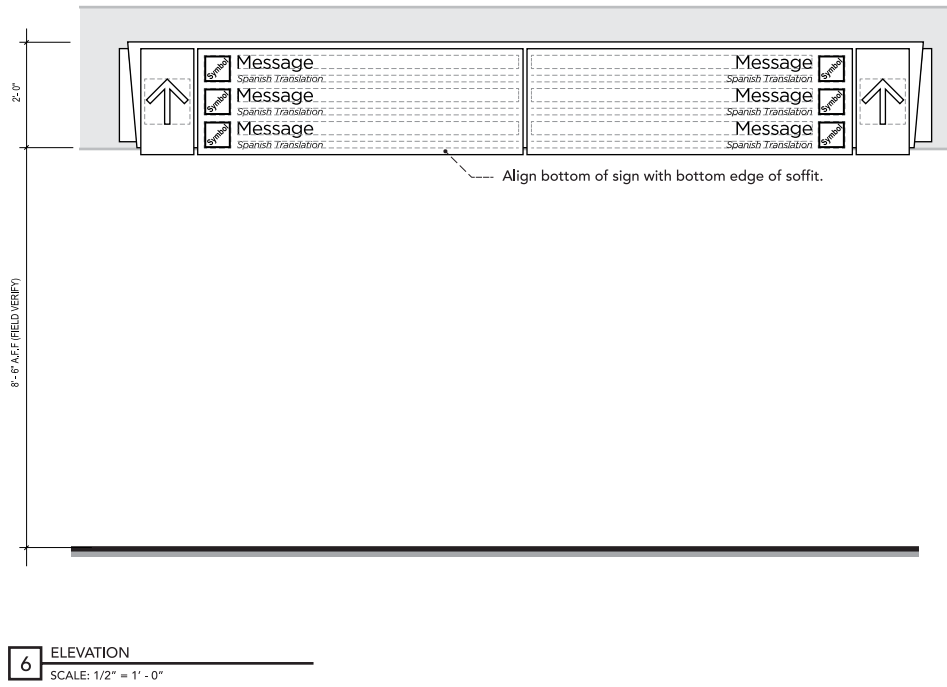 2'- 0"
Symbol Message
Spanish Translation
Symbol Message
Spanish Translation
Symbol Message
Spanish Translation
Message Symbol
Spanish Translation
Message Symbol
Spanish Translation
Message Symbol
Spanish Translation
Align bottom of sign with bottom edge of soffit.
8' - 6" A.F.F (FIELD VERIFY)
6
ELEVATION
SCALE: 1/2" = 1' - 0"